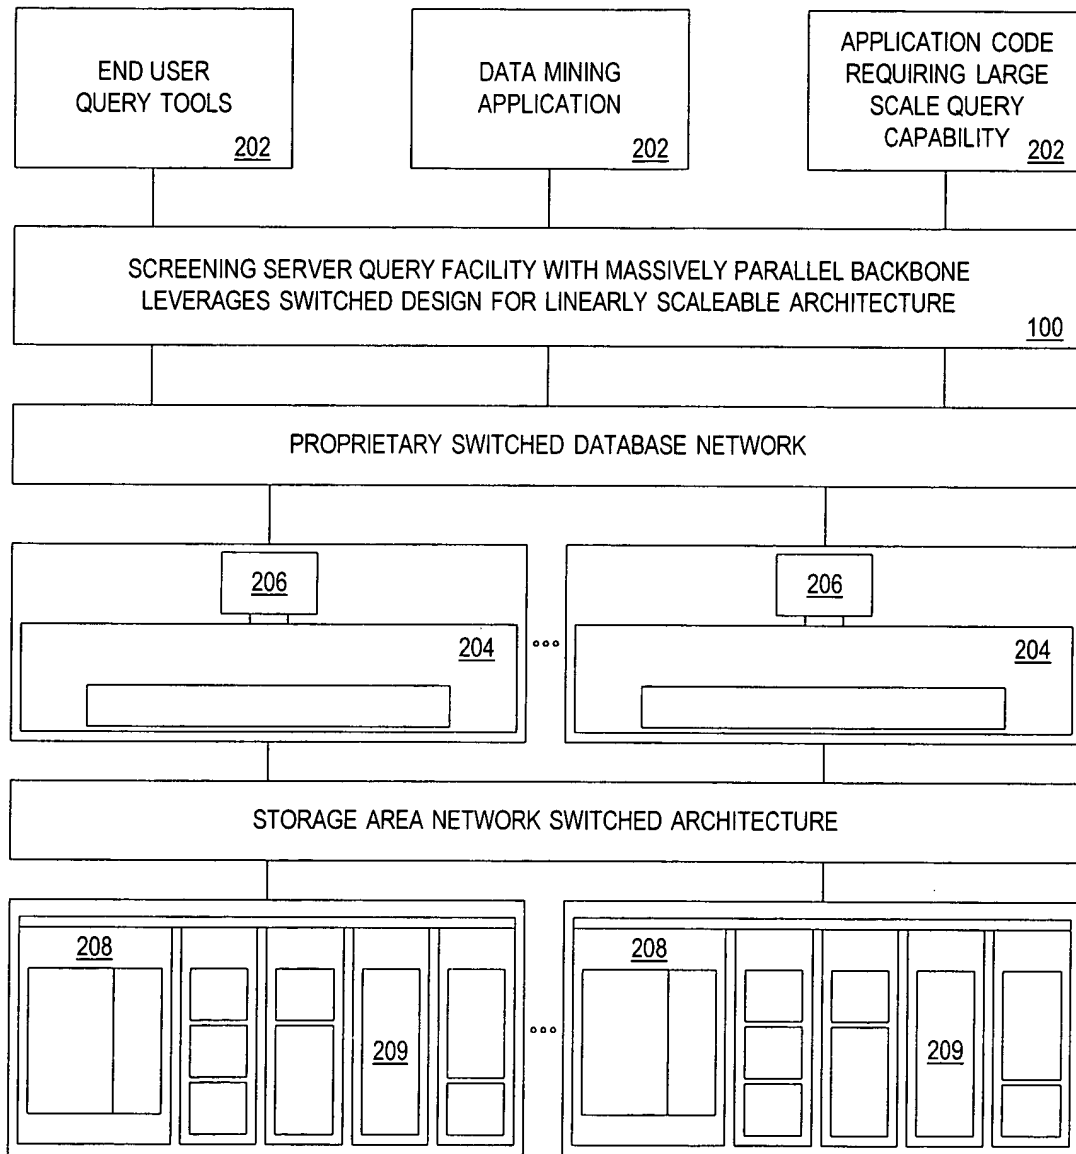 END USER
QUERY TOOLS
202
DATA MINING
APPLICATION
202
APPLICATION CODE
REQUIRING LARGE
SCALE QUERY
CAPABILITY
202
SCREENING SERVER QUERY FACILITY WITH MASSIVELY PARALLEL BACKBONE
LEVERAGES SWITCHED DESIGN FOR LINEARLY SCALEABLE ARCHITECTURE
100
PROPRIETARY SWITCHED DATABASE NETWORK
206
204
206
204
STORAGE AREA NETWORK SWITCHED ARCHITECTURE
208
209
208
209